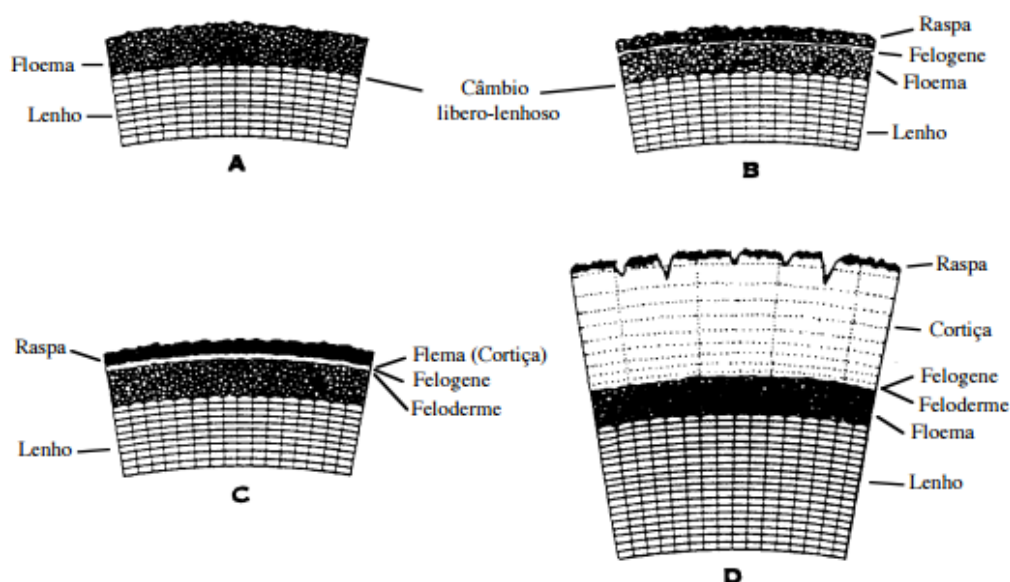 Floema
Lenho
A
Câmbio
libero-lenhoso
Raspa
Felogene
Floema
Lenho
B
Raspa
Lenho
Flema (Cortiça)
Felogene
Feloderme
C
Raspa
Cortiça
Felogene
Feloderme
Floema
Lenho
D